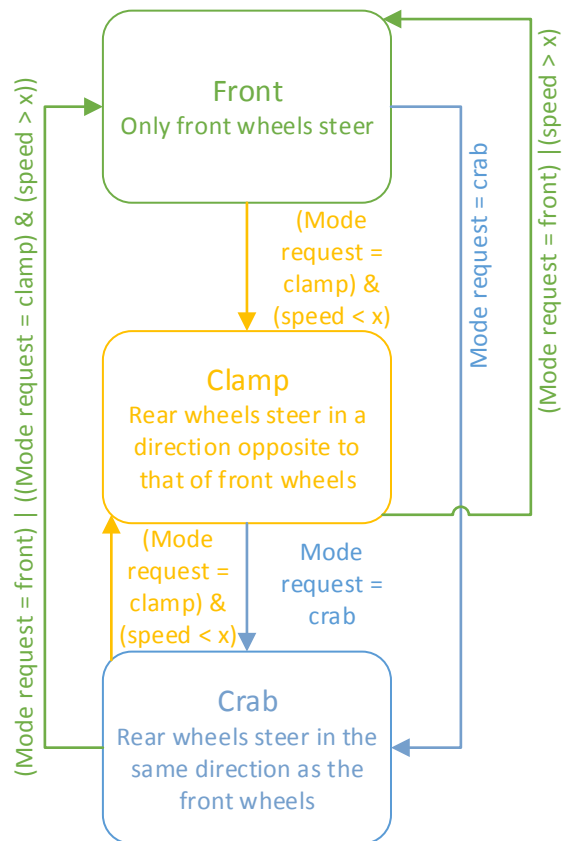 Front
Only front wheels steer
(Mode
request =
clamp) &
(speed < x)
Clamp
Rear wheels steer in a
direction opposite to
that of front wheels
(Mode
request =
clamp) &
(speed < x)
Mode
request =
crab
Crab
Rear wheels steer in the
same direction as the
front wheels
(Mode request = front) | ((Mode request = clamp) & (speed > x))
Mode request = crab
(Mode request = front) | (speed > x)